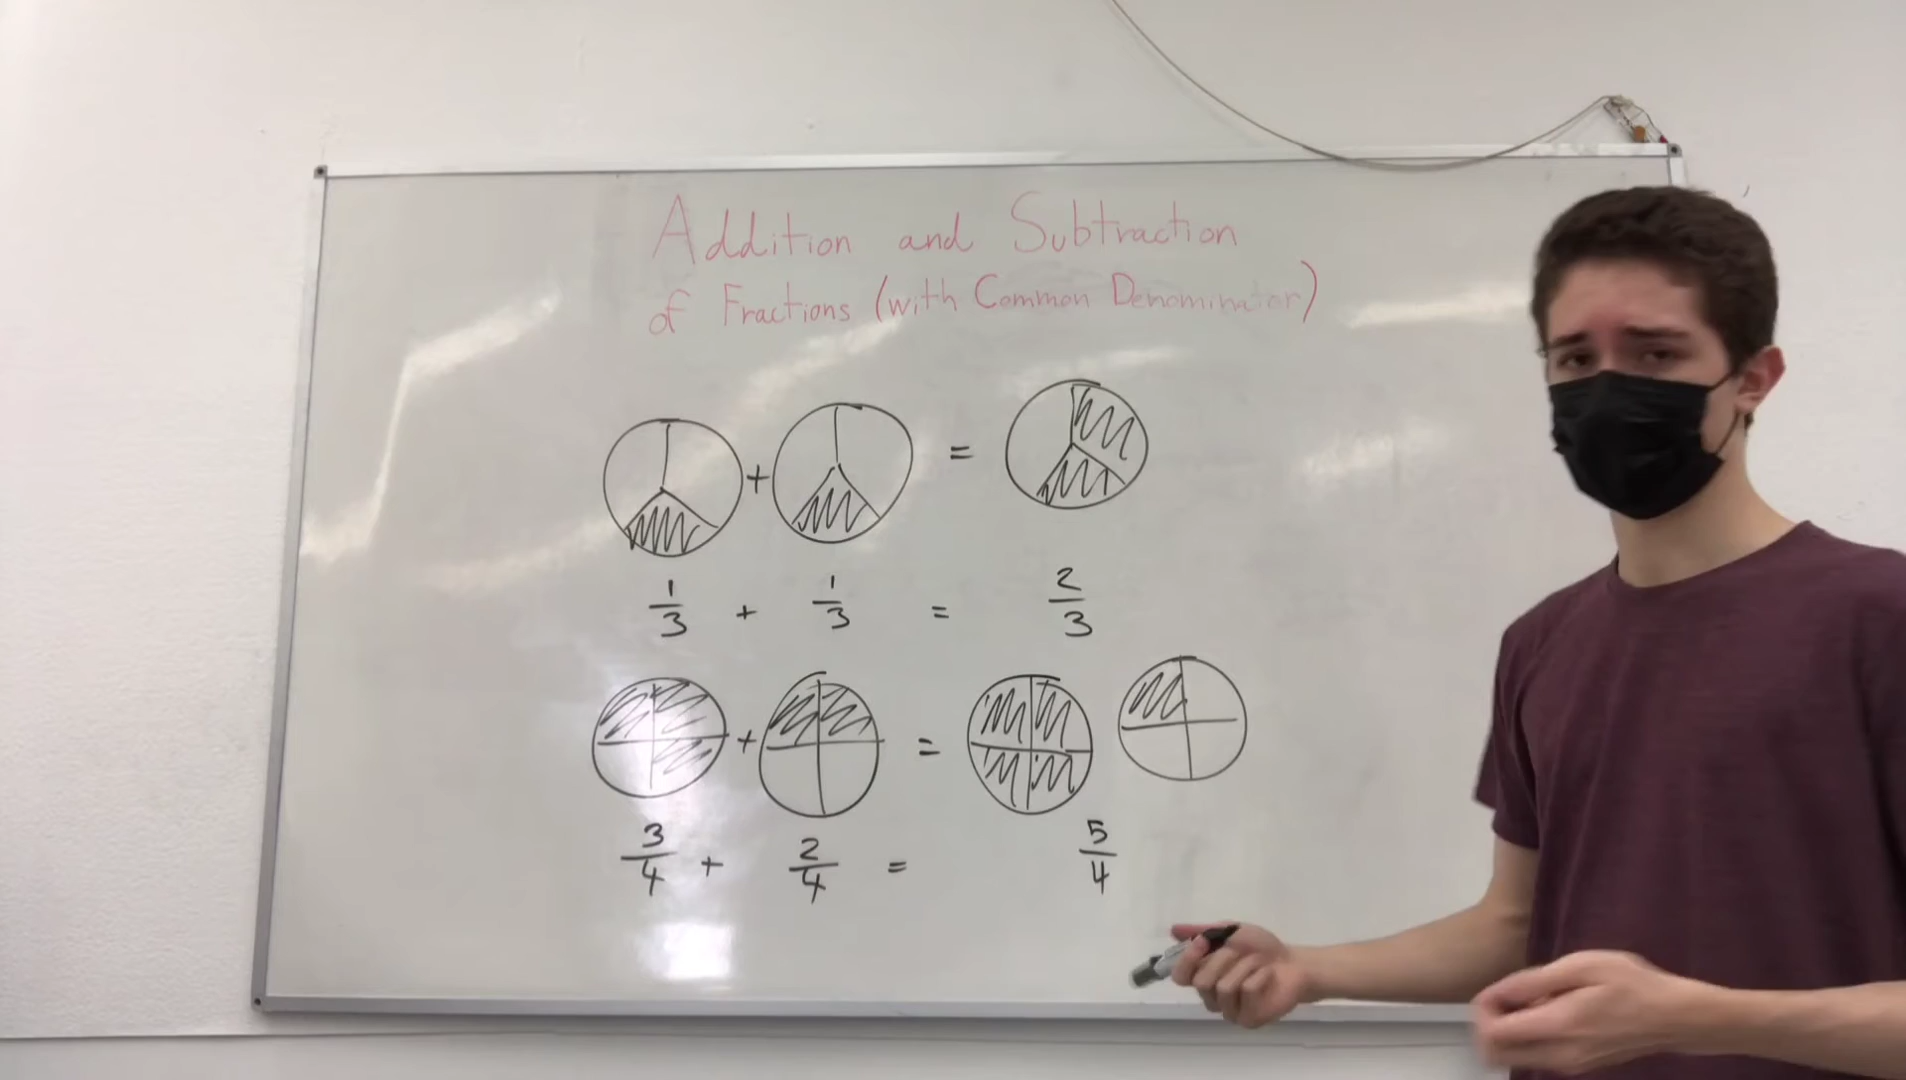 Addition and Subtraction
of Fractions (with Common Denominator)
+ =
1/3 + 1/3 = 2/3
+ =
3/4 + 2/4 = 5/4